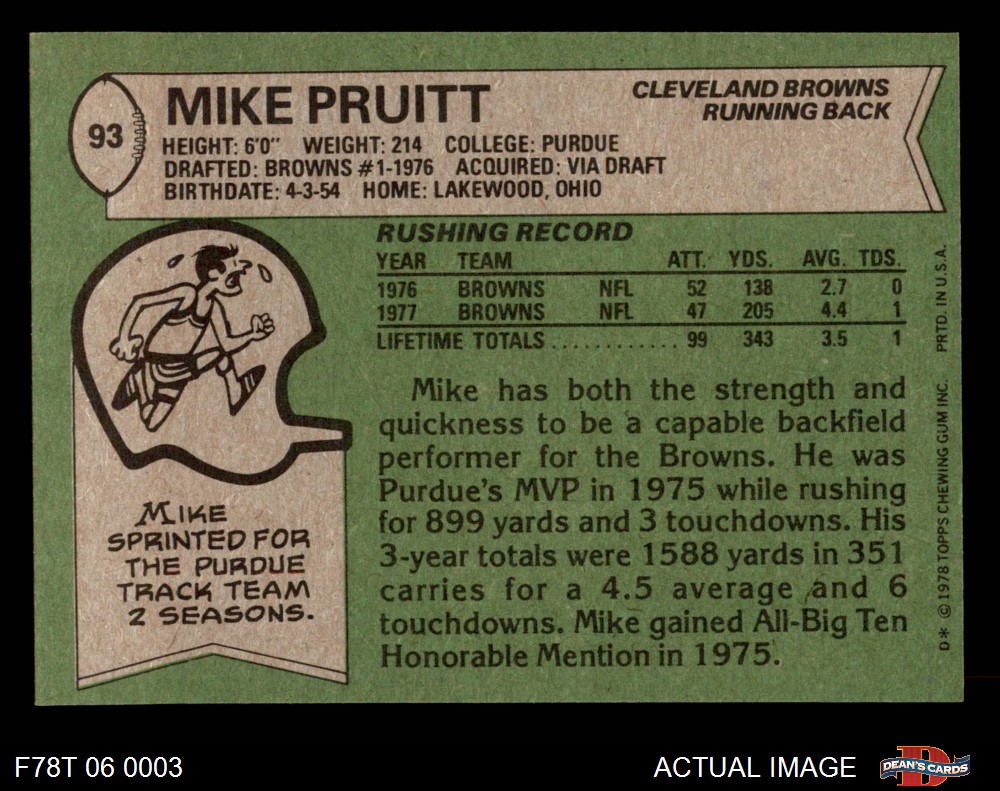 93
MIKE PRUITT
CLEVELAND BROWNS
RUNNING BACK
HEIGHT: 6'0" WEIGHT: 214 COLLEGE: PURDUE
DRAFTED: BROWNS #1-1976 ACQUIRED: VIA DRAFT
BIRTHDATE: 4-3-54 HOME: LAKEWOOD, OHIO
RUSHING RECORD
YEAR TEAM ATT. YDS. AVG. TDS.
1976 BROWNS NFL 52 138 2.7 0
1977 BROWNS NFL 47 205 4.4 1
LIFETIME TOTALS ............ 99 343 3.5 1
Mike has both the strength and
quickness to be a capable backfield
performer for the Browns. He was
Purdue's MVP in 1975 while rushing
for 899 yards and 3 touchdowns. His
3-year totals were 1588 yards in 351
carries for a 4.5 average and 6
touchdowns. Mike gained All-Big Ten
Honorable Mention in 1975.
MIKE
SPRINTED FOR
THE PURDUE
TRACK TEAM
2 SEASONS.
D* © 1978 TOPPS CHEWING GUM INC. PRTD. IN U.S.A.
F78T 06 0003
ACTUAL IMAGE
D
DEAN'S CARDS